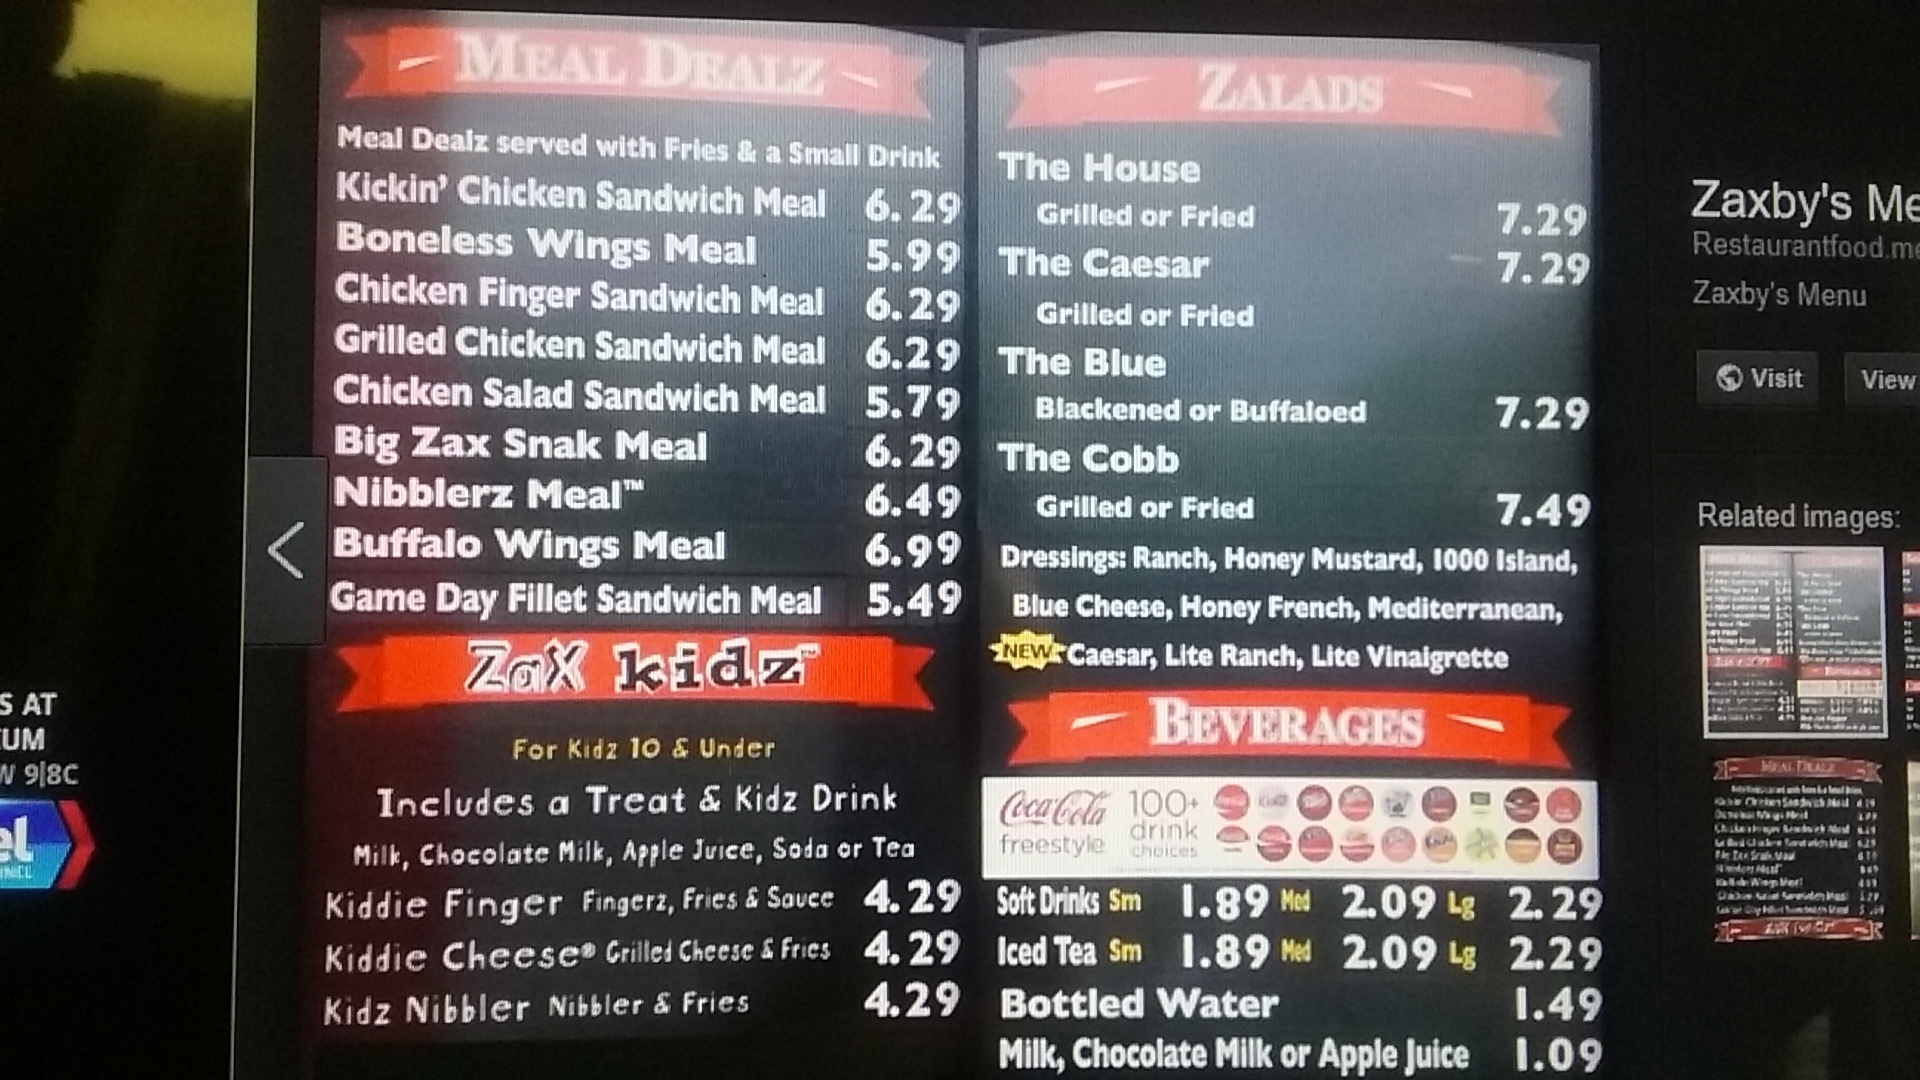 MEAL DEALZ
Meal Dealz served with Fries & a Small Drink
Kickin' Chicken Sandwich Meal 6.29
Boneless Wings Meal 5.99
Chicken Finger Sandwich Meal 6.29
Grilled Chicken Sandwich Meal 6.29
Chicken Salad Sandwich Meal 5.79
Big Zax Snak Meal 6.29
Nibblerz Meal™ 6.49
Buffalo Wings Meal 6.99
Game Day Fillet Sandwich Meal 5.49
ZaX kidz™
For Kidz 10 & Under
Includes a Treat & Kidz Drink
Milk, Chocolate Milk, Apple Juice, Soda or Tea
Kiddie Finger Fingerz, Fries & Sauce 4.29
Kiddie Cheese® Grilled Cheese & Fries 4.29
Kidz Nibbler Nibbler & Fries 4.29
ZALADS
The House
Grilled or Fried 7.29
The Caesar 7.29
Grilled or Fried
The Blue
Blackened or Buffaloed 7.29
The Cobb
Grilled or Fried 7.49
Dressings: Ranch, Honey Mustard, 1000 Island,
Blue Cheese, Honey French, Mediterranean,
NEW Caesar, Lite Ranch, Lite Vinaigrette
BEVERAGES
Coca-Cola freestyle
100+
drink
choices
Soft Drinks Sm 1.89 Med 2.09 Lg 2.29
Iced Tea Sm 1.89 Med 2.09 Lg 2.29
Bottled Water 1.49
Milk, Chocolate Milk or Apple Juice 1.09
Zaxby's Me
Restaurantfood.me
Zaxby's Menu
Visit View
Related images:
S AT
UM
W 9|8C
el